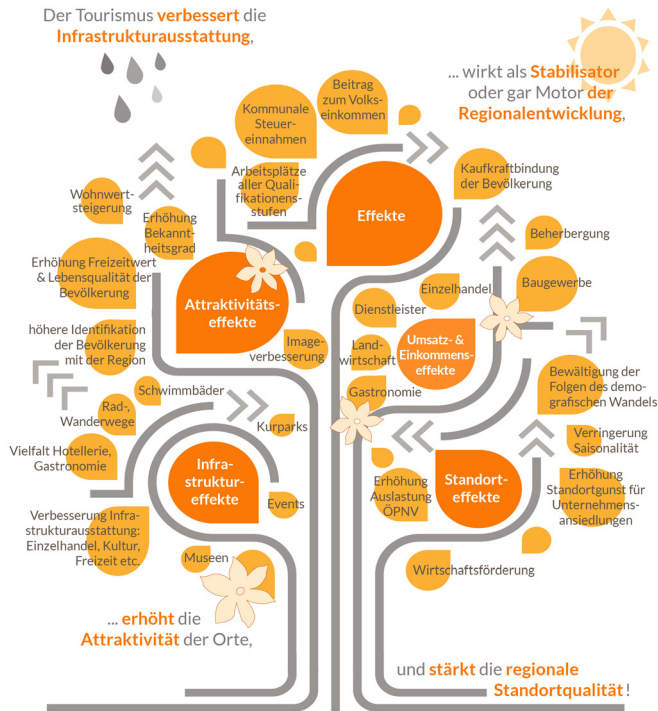 Der Tourismus verbessert die
Infrastrukturausstattung,
... wirkt als Stabilisator
oder gar Motor der
Regionalentwicklung,
Beitrag
zum Volks-
einkommen
Kommunale
Steuer-
einnahmen
Arbeitsplätze
aller Quali-
fikationens-
stufen
Effekte
Kaufkraftbindung
der Bevölkerung
Wohnwert-
steigerung
Erhöhung
Bekannt-
heitsgrad
Beherbergung
Erhöhung Freizeitwert
& Lebensqualität der
Bevölkerung
Attraktivitäts-
effekte
Einzelhandel
Baugewerbe
Dienstleister
höhere Identifikation
der Bevölkerung
mit der Region
Image-
verbesserung
Umsatz- &
Einkommens-
effekte
Land-
wirtschaft
Gastronomie
Bewältigung der
Folgen des demo-
grafischen Wandels
Schwimmbäder
Rad-,
Wanderwege
Kurparks
Verringerung
Saisonalität
Vielfalt Hotellerie,
Gastronomie
Infra-
struktur-
effekte
Erhöhung
Auslastung
ÖPNV
Standort-
effekte
Erhöhung
Standortgunst für
Unternehmens-
ansiedlungen
Events
Verbesserung Infra-
strukturausstattung:
Einzelhandel, Kultur,
Freizeit etc.
Museen
Wirtschaftsförderung
... erhöht die
Attraktivität der Orte,
und stärkt die regionale
Standortqualität!